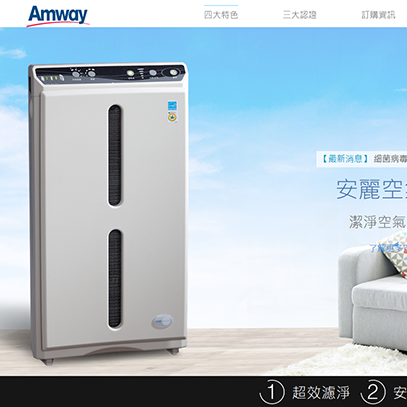 Amway
四大特色 三大認證 訂購資訊
【最新消息】 細菌病毒
安麗空氣
潔淨空氣
1 超效濾淨 2 安